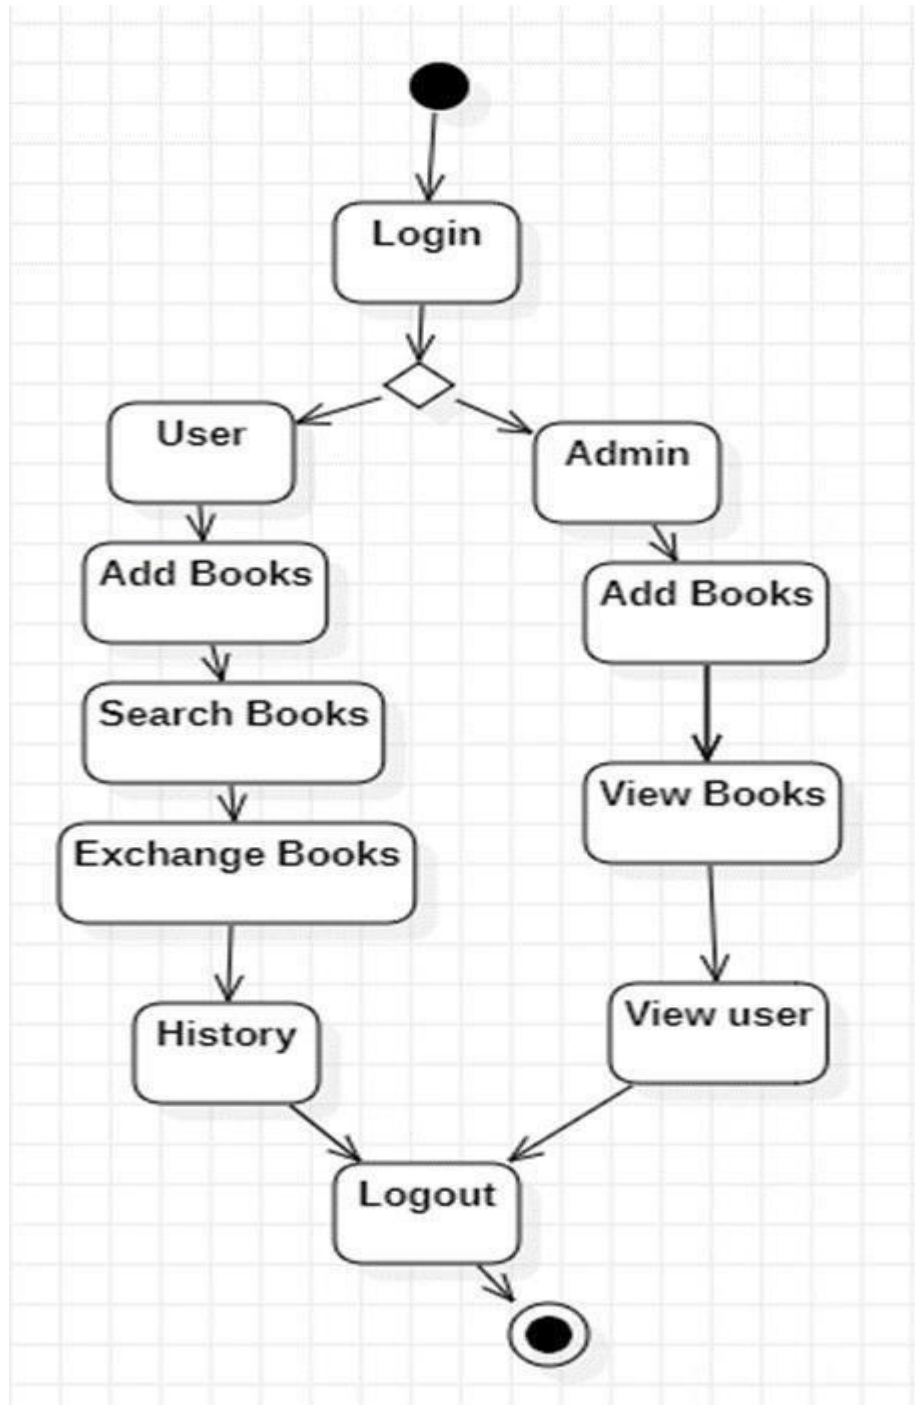 Login
User
Admin
Add Books
Add Books
Search Books
View Books
Exchange Books
View user
History
Logout